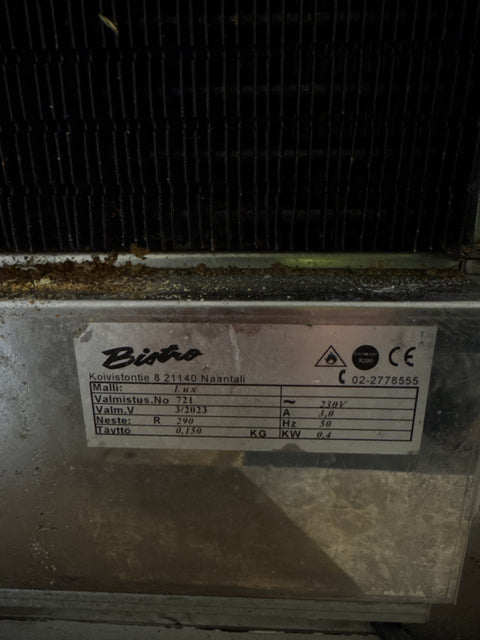 Bistro
Koivistontie 8 21140 Naantali
02-2778555
CE
Malli: Lux
Valmistus.No 721 ~ 230V
Valm.V 3/2023 A 3,0
Neste: R 290 Hz 50
Täyttö 0,150 KG KW 0,4